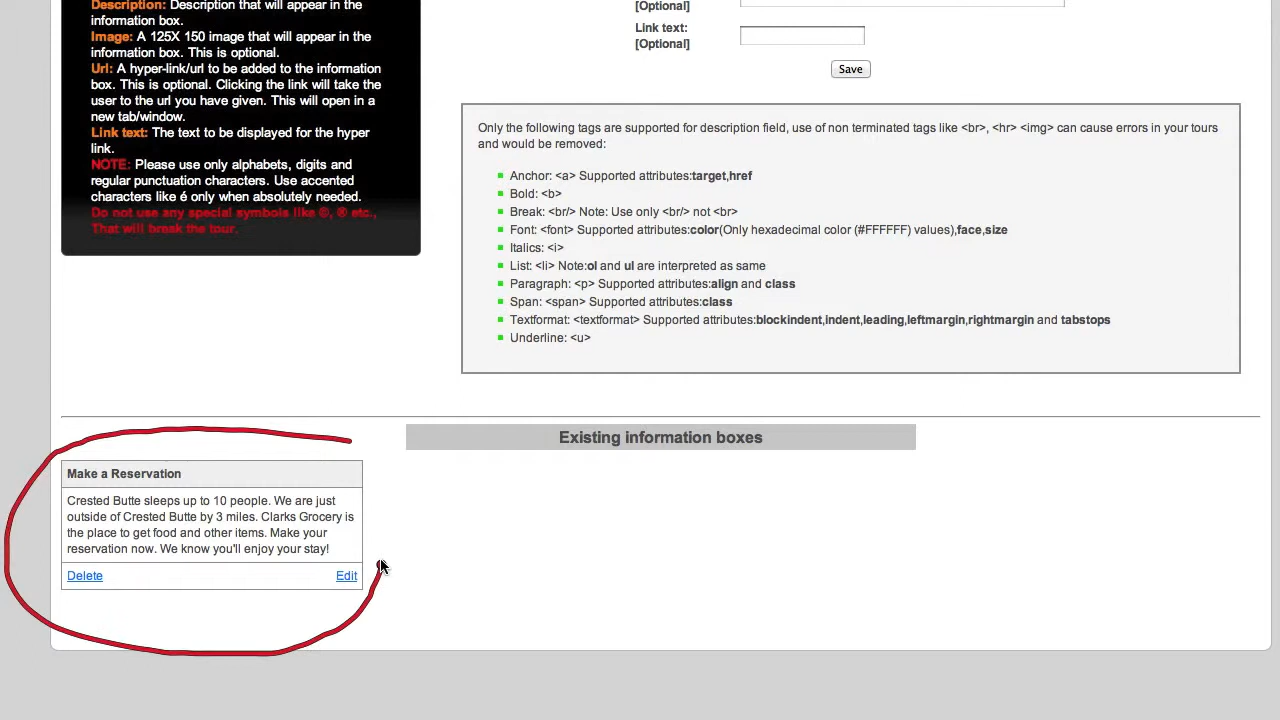 Description: Description that will appear in the
information box.
Image: A 125X 150 image that will appear in the
information box. This is optional.
Url: A hyper-link/url to be added to the information
box. This is optional. Clicking the link will take the
user to the url you have given. This will open in a
new tab/window.
Link text: The text to be displayed for the hyper
link.
NOTE: Please use only alphabets, digits and
regular punctuation characters. Use accented
characters like é only when absolutely needed.
Do not use any special symbols like ©, ® etc.,
That will break the tour.
[Optional]
Link text:
[Optional]
Save
Only the following tags are supported for description field, use of non terminated tags like <br>, <hr> <img> can cause errors in your tours
and would be removed:
Anchor: <a> Supported attributes:target,href
Bold: <b>
Break: <br/> Note: Use only <br/> not <br>
Font: <font> Supported attributes:color(Only hexadecimal color (#FFFFFF) values),face,size
Italics: <i>
List: <li> Note:ol and ul are interpreted as same
Paragraph: <p> Supported attributes:align and class
Span: <span> Supported attributes:class
Textformat: <textformat> Supported attributes:blockindent,indent,leading,leftmargin,rightmargin and tabstops
Underline: <u>
Existing information boxes
Make a Reservation
Crested Butte sleeps up to 10 people. We are just
outside of Crested Butte by 3 miles. Clarks Grocery is
the place to get food and other items. Make your
reservation now. We know you'll enjoy your stay!
Delete Edit